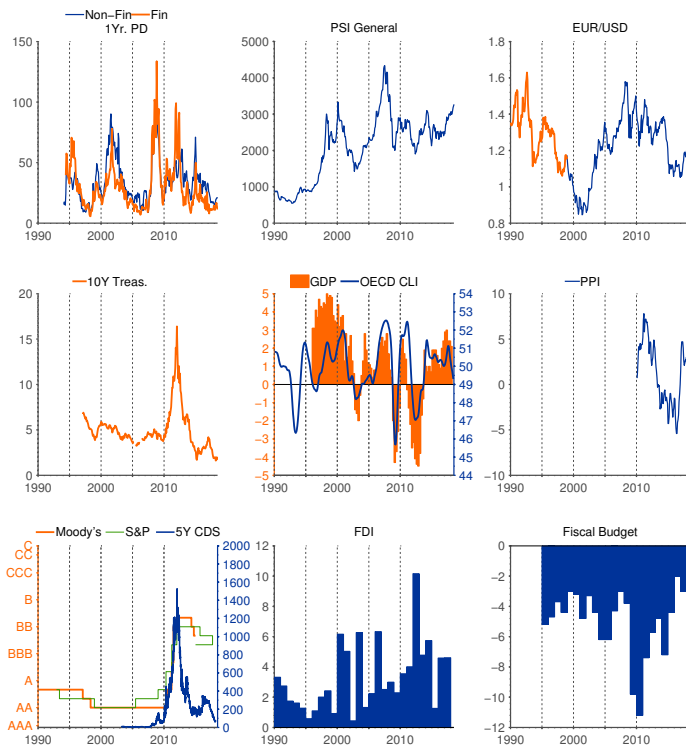 Non−Fin Fin
1Yr. PD
PSI General
EUR/USD
150
100
50
0
1990 2000 2010
5000
4000
3000
2000
1000
0
1990 2000 2010
1.8
1.6
1.4
1.2
1.0
0.8
1990 2000 2010
10Y Treas.
GDP OECD CLI
PPI
20
15
10
5
0
1990 2000 2010
5
4
3
2
1
0
−1
−2
−3
−4
−5
54
53
52
51
50
49
48
47
46
45
44
1990 2000 2010
10
5
0
−5
−10
1990 2000 2010
Moody's S&P 5Y CDS
FDI
Fiscal Budget
C
CC
CCC
B
BB
BBB
A
AA
AAA
2000
1800
1600
1400
1200
1000
800
600
400
200
0
1990 2000 2010
12
10
8
6
4
2
0
1990 2000 2010
0
−2
−4
−6
−8
−10
−12
1990 2000 2010